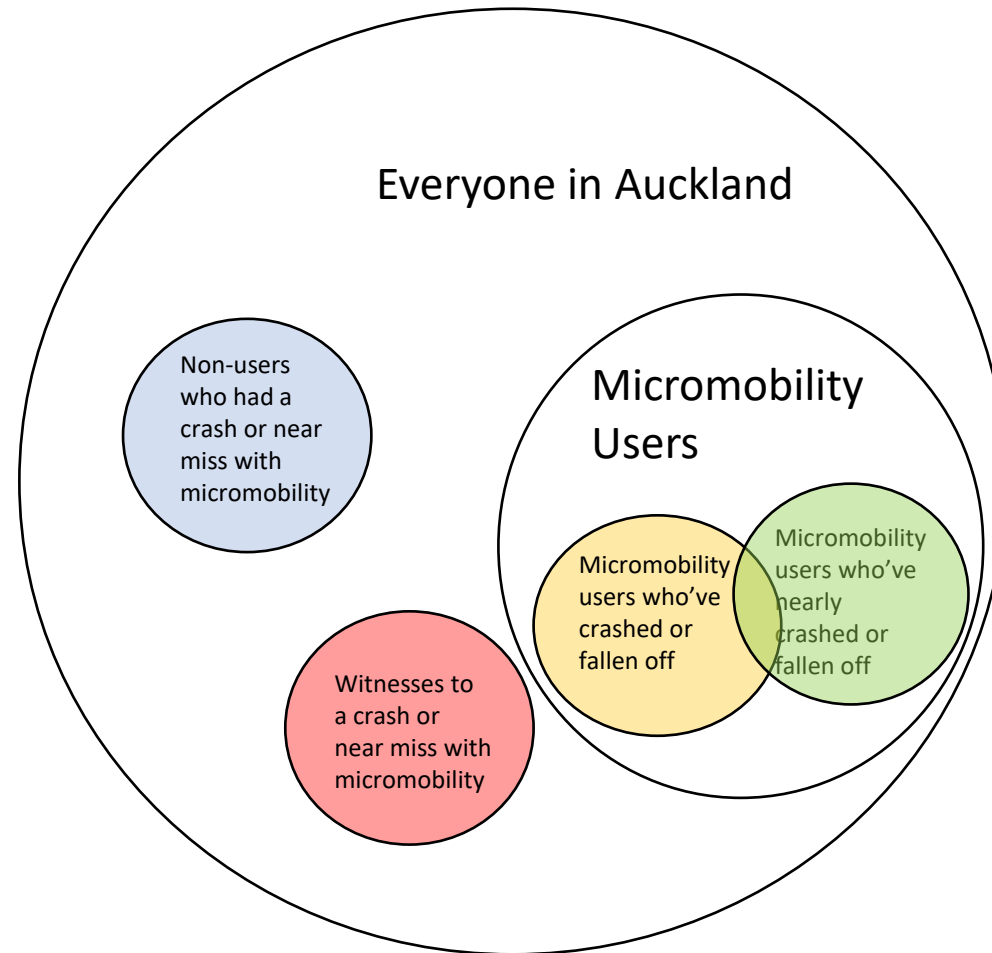 Everyone in Auckland
Non-users
who had a
crash or near
miss with
micromobility
Micromobility
Users
Micromobility
users who’ve
crashed or
fallen off
Micromobility
users who’ve
nearly
crashed or
fallen off
Witnesses to
a crash or
near miss with
micromobility